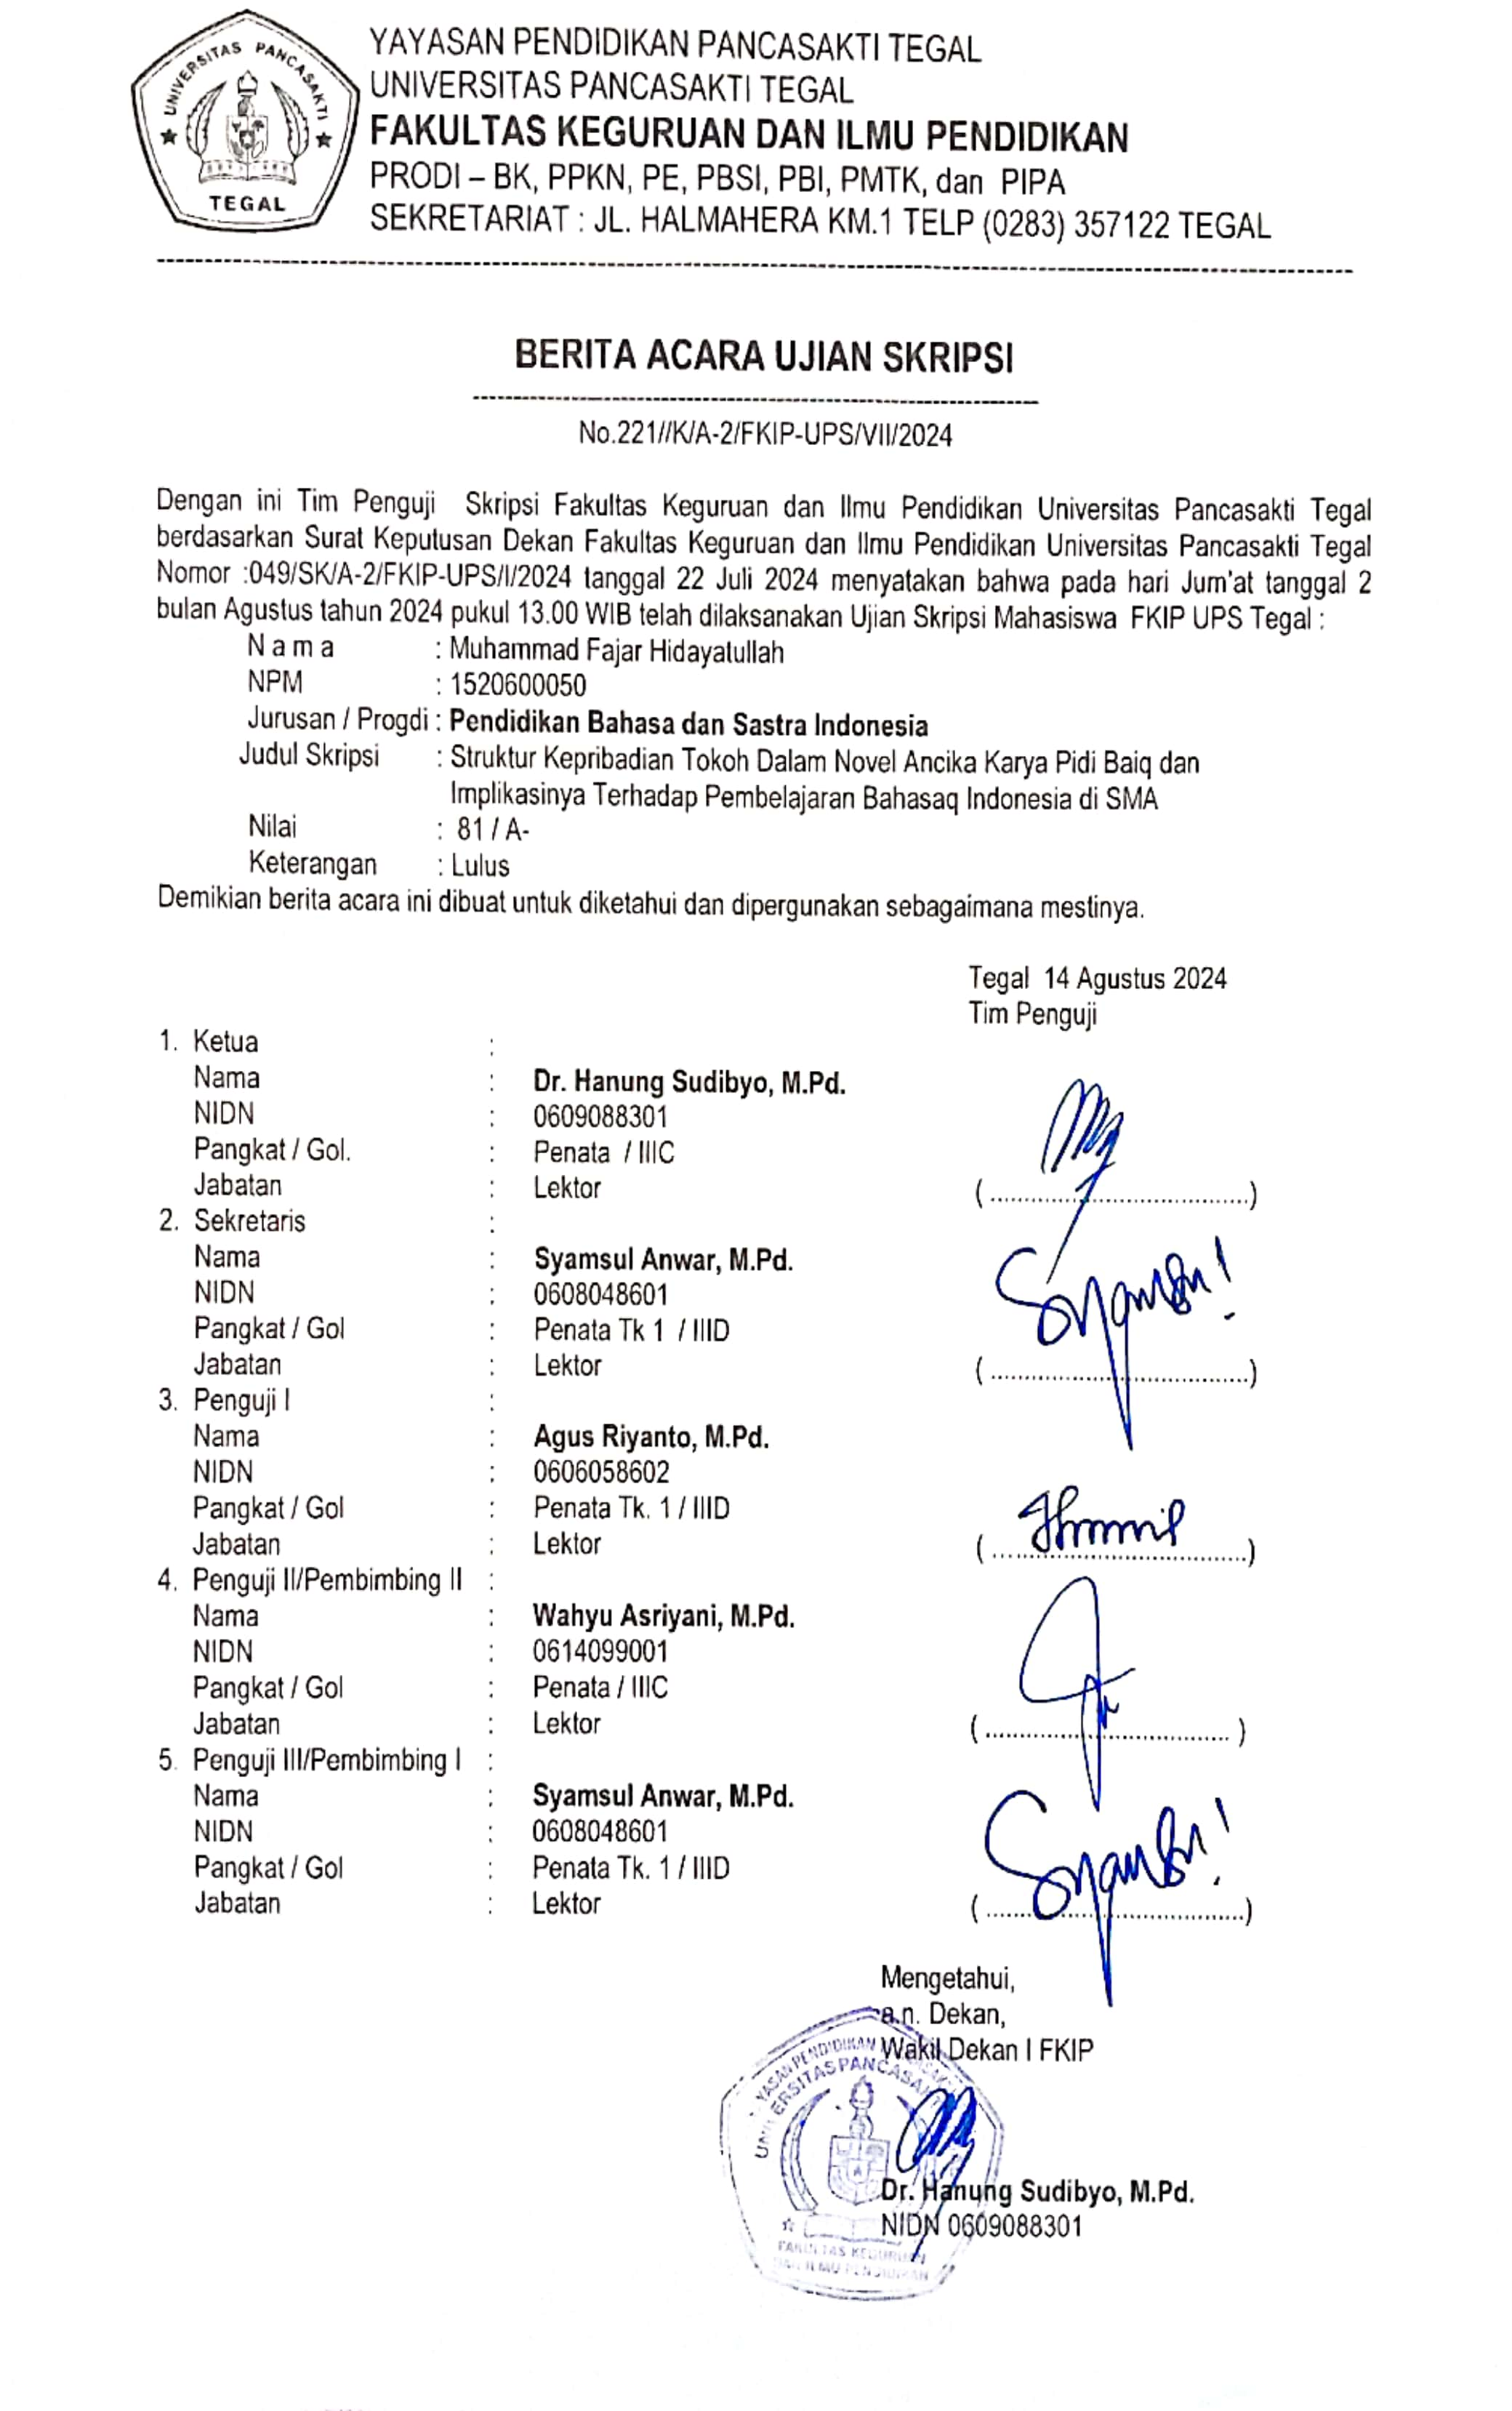 UNIVERSITAS PANCASAKTI
TEGAL
YAYASAN PENDIDIKAN PANCASAKTI TEGAL
UNIVERSITAS PANCASAKTI TEGAL
FAKULTAS KEGURUAN DAN ILMU PENDIDIKAN
PRODI – BK, PPKN, PE, PBSI, PBI, PMTK, dan PIPA
SEKRETARIAT : JL. HALMAHERA KM.1 TELP (0283) 357122 TEGAL
BERITA ACARA UJIAN SKRIPSI
No.221//K/A-2/FKIP-UPS/VII/2024
Dengan ini Tim Penguji Skripsi Fakultas Keguruan dan Ilmu Pendidikan Universitas Pancasakti Tegal
berdasarkan Surat Keputusan Dekan Fakultas Keguruan dan Ilmu Pendidikan Universitas Pancasakti Tegal
Nomor :049/SK/A-2/FKIP-UPS/I/2024 tanggal 22 Juli 2024 menyatakan bahwa pada hari Jum'at tanggal 2
bulan Agustus tahun 2024 pukul 13.00 WIB telah dilaksanakan Ujian Skripsi Mahasiswa FKIP UPS Tegal :
N a m a : Muhammad Fajar Hidayatullah
NPM : 1520600050
Jurusan / Progdi : Pendidikan Bahasa dan Sastra Indonesia
Judul Skripsi : Struktur Kepribadian Tokoh Dalam Novel Ancika Karya Pidi Baiq dan
Implikasinya Terhadap Pembelajaran Bahasaq Indonesia di SMA
Nilai : 81 / A-
Keterangan : Lulus
Demikian berita acara ini dibuat untuk diketahui dan dipergunakan sebagaimana mestinya.
Tegal 14 Agustus 2024
Tim Penguji
1. Ketua :
Nama : Dr. Hanung Sudibyo, M.Pd.
NIDN : 0609088301
Pangkat / Gol. : Penata / IIIC
Jabatan : Lektor (..............................)
2. Sekretaris :
Nama : Syamsul Anwar, M.Pd.
NIDN : 0608048601
Pangkat / Gol : Penata Tk 1 / IIID
Jabatan : Lektor (..............................)
3. Penguji I :
Nama : Agus Riyanto, M.Pd.
NIDN : 0606058602
Pangkat / Gol : Penata Tk. 1 / IIID
Jabatan : Lektor (..............................)
4. Penguji II/Pembimbing II :
Nama : Wahyu Asriyani, M.Pd.
NIDN : 0614099001
Pangkat / Gol : Penata / IIIC
Jabatan : Lektor (.............................. )
5. Penguji III/Pembimbing I :
Nama : Syamsul Anwar, M.Pd.
NIDN : 0608048601
Pangkat / Gol : Penata Tk. 1 / IIID
Jabatan : Lektor (..............................)
Mengetahui,
a.n. Dekan,
Wakil Dekan I FKIP
Dr. Hanung Sudibyo, M.Pd.
NIDN 0609088301